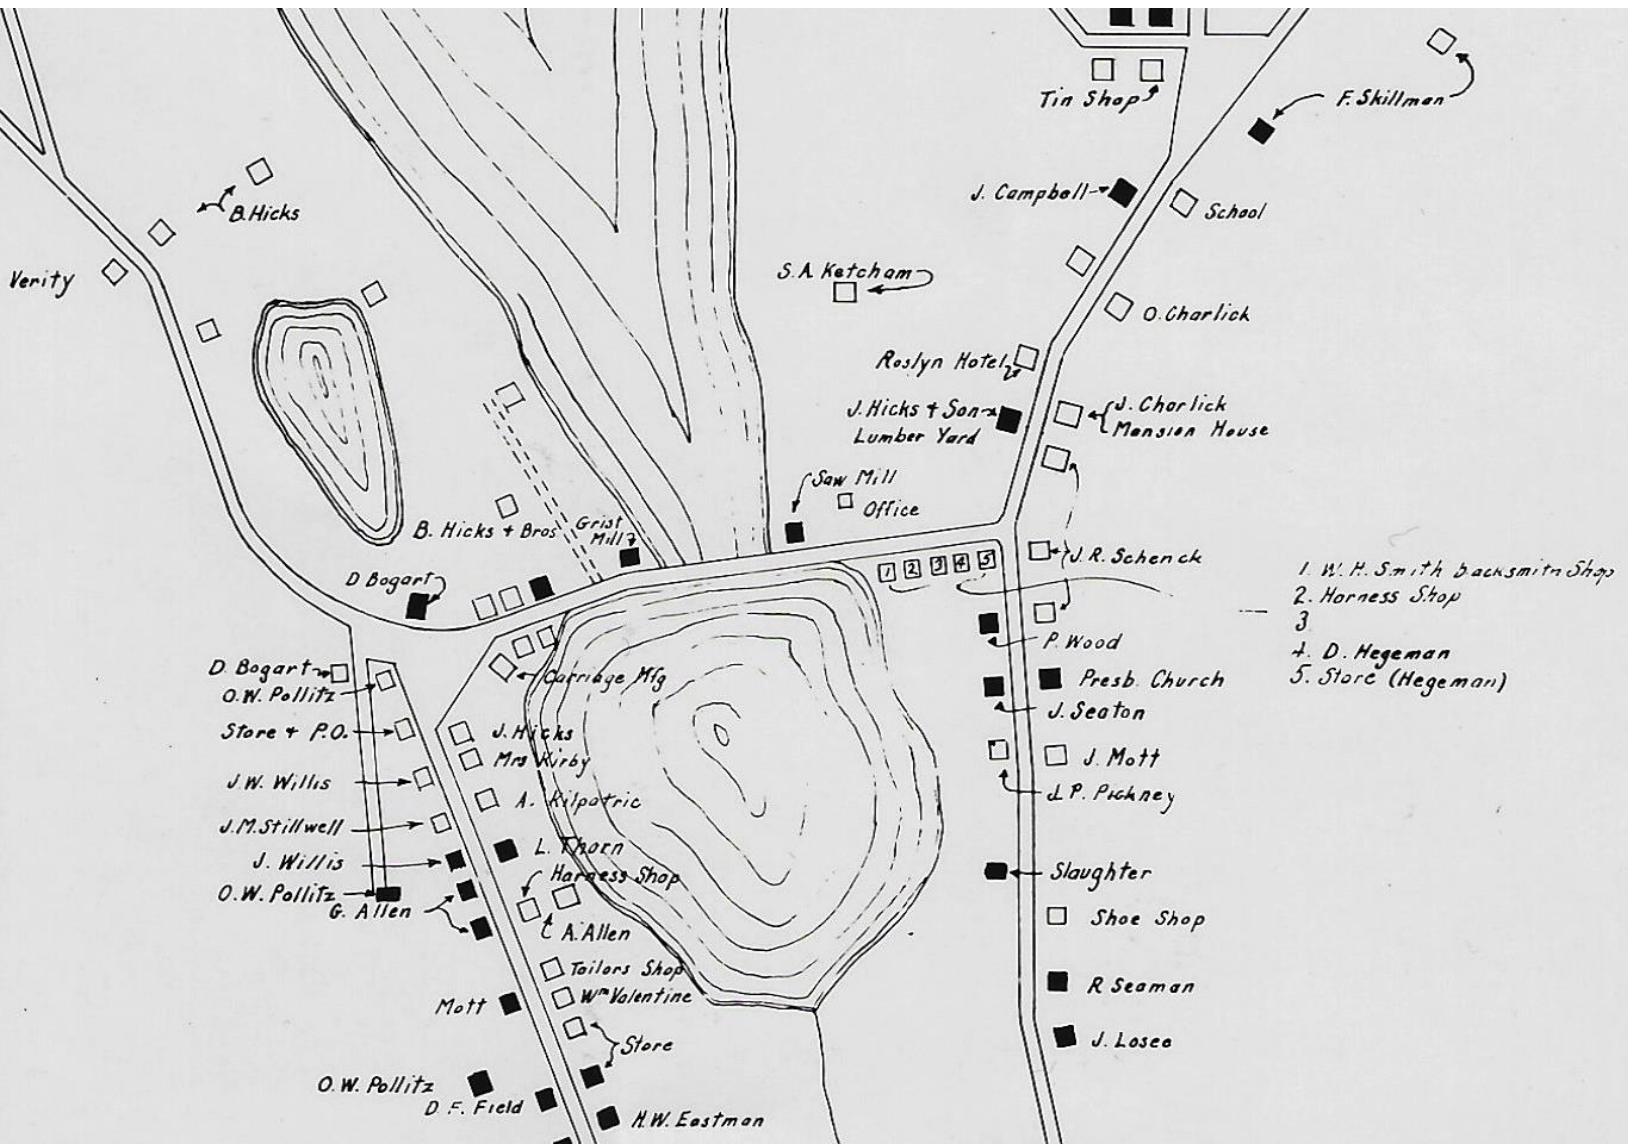 Tin Shop
F. Skillman
J. Campbell
School
B. Hicks
Verity
S. A. Ketcham
O. Charlick
Roslyn Hotel
J. Hicks + Son
Lumber Yard
J. Charlick
Mansion House
Saw Mill
Office
B. Hicks + Bros
Grist
Mill
D Bogart
1 2 3 4 5
J. R. Schenck
1. W. H. Smith backsmith Shop
2. Harness Shop
3
4. D. Hegeman
5. Store (Hegeman)
P. Wood
Presb. Church
J. Seaton
J. Mott
J. P. Pickney
Slaughter
Shoe Shop
R Seaman
J. Losee
D. Bogart
O. W. Pollitz
Carriage Mfg
Store + P.O.
J. Hicks
Mrs Kirby
J. W. Willis
A. Kilpatric
J. M. Stillwell
J. Willis
L. Thorn
Harness Shop
O. W. Pollitz
G. Allen
A. Allen
Tailors Shop
Wm Valentine
Mott
Store
O. W. Pollitz
D. F. Field
H. W. Eastman